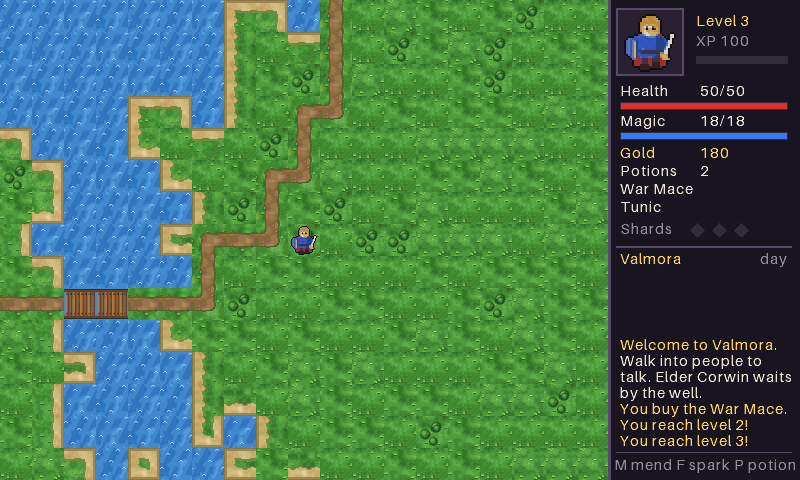 Level 3
XP 100
Health 50/50
Magic 18/18
Gold 180
Potions 2
War Mace
Tunic
Shards
Valmora day
Welcome to Valmora.
Walk into people to
talk. Elder Corwin waits
by the well.
You buy the War Mace.
You reach level 2!
You reach level 3!
M mend F spark P potion